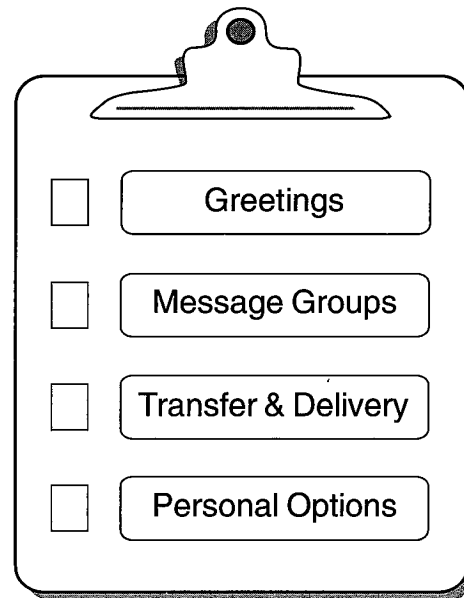 Greetings
Message Groups
Transfer & Delivery
Personal Options